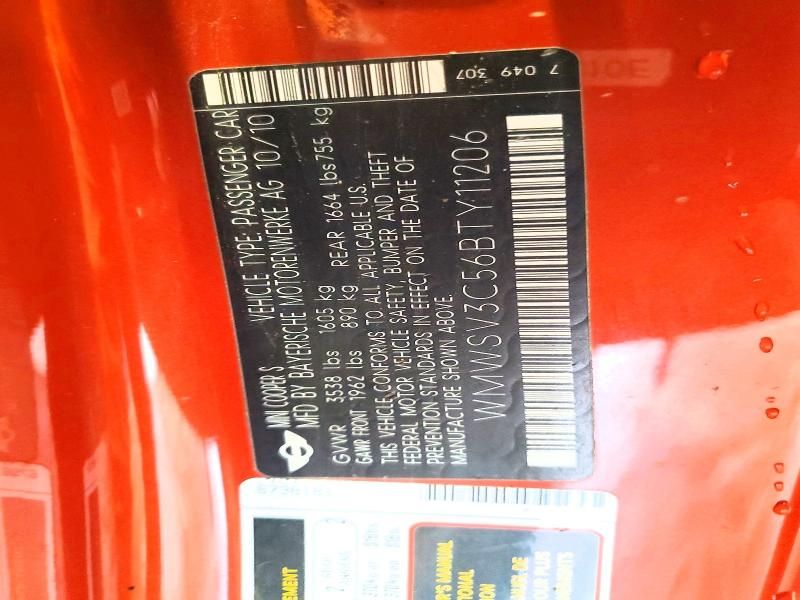 7 049 307
MINI COOPER S VEHICLE TYPE: PASSENGER CAR
MFD BY BAYERISCHE MOTORENWERKE AG 10/10
GVWR 3538 lbs 1605 kg
GAWR FRONT 1962 lbs 890 kg REAR 1664 lbs 755 kg
THIS VEHICLE CONFORMS TO ALL APPLICABLE U.S.
FEDERAL MOTOR VEHICLE SAFETY, BUMPER AND THEFT
PREVENTION STANDARDS IN EFFECT ON THE DATE OF
MANUFACTURE SHOWN ABOVE.
WMWSV3C56BTY11206